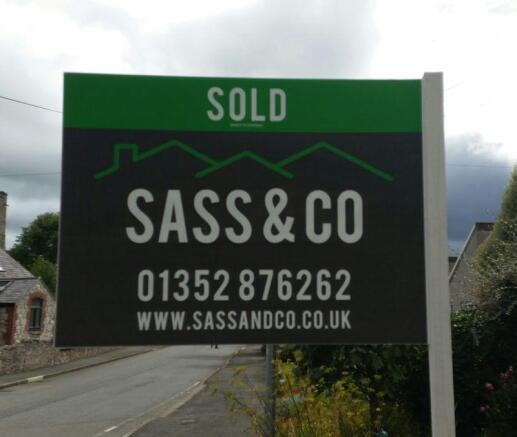 SOLD
SASS & CO
01352 876262
WWW.SASSANDCO.CO.UK